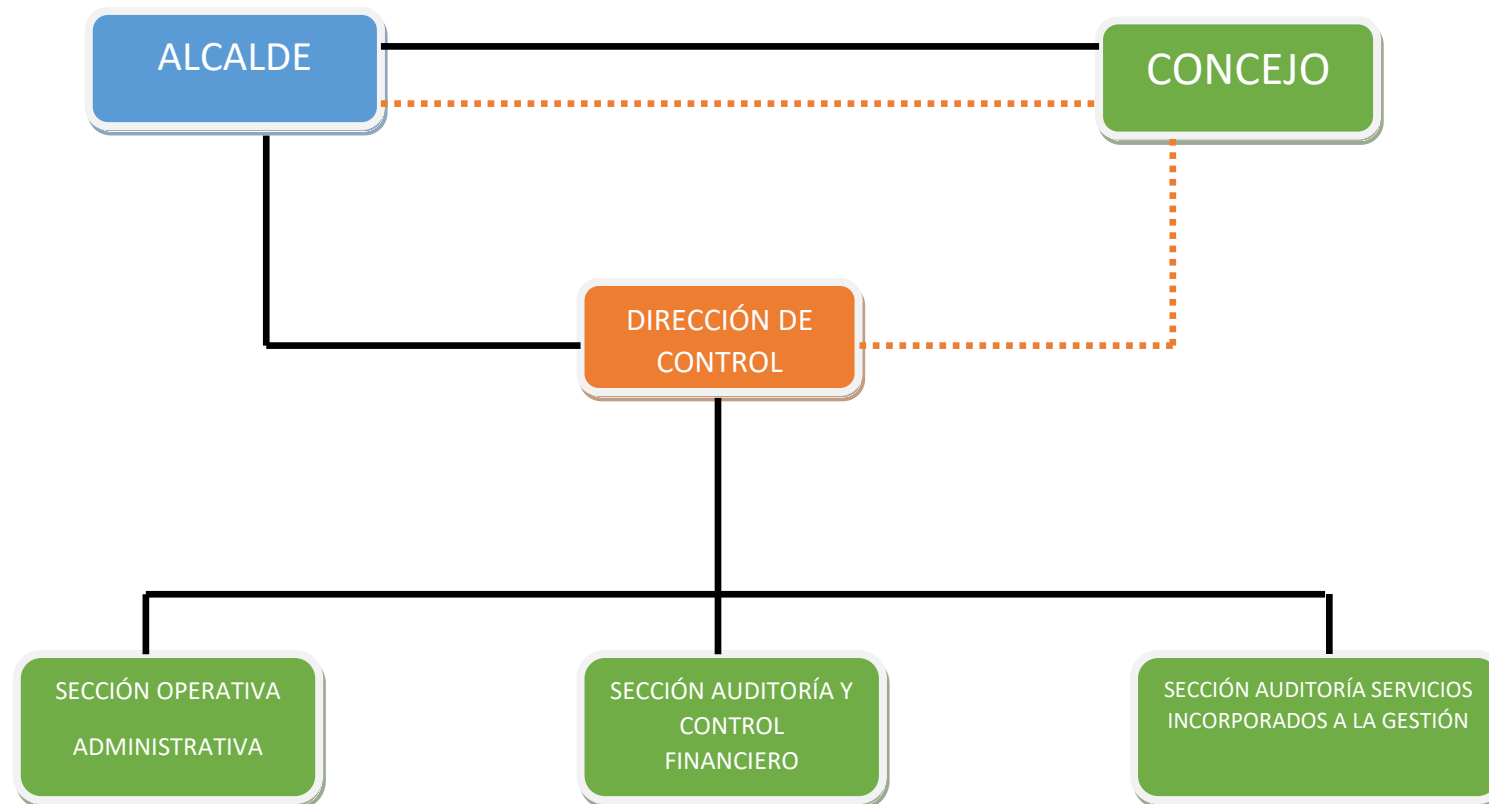 ALCALDE
CONCEJO
DIRECCIÓN DE
CONTROL
SECCIÓN OPERATIVA
ADMINISTRATIVA
SECCIÓN AUDITORÍA Y
CONTROL
FINANCIERO
SECCIÓN AUDITORÍA SERVICIOS
INCORPORADOS A LA GESTIÓN